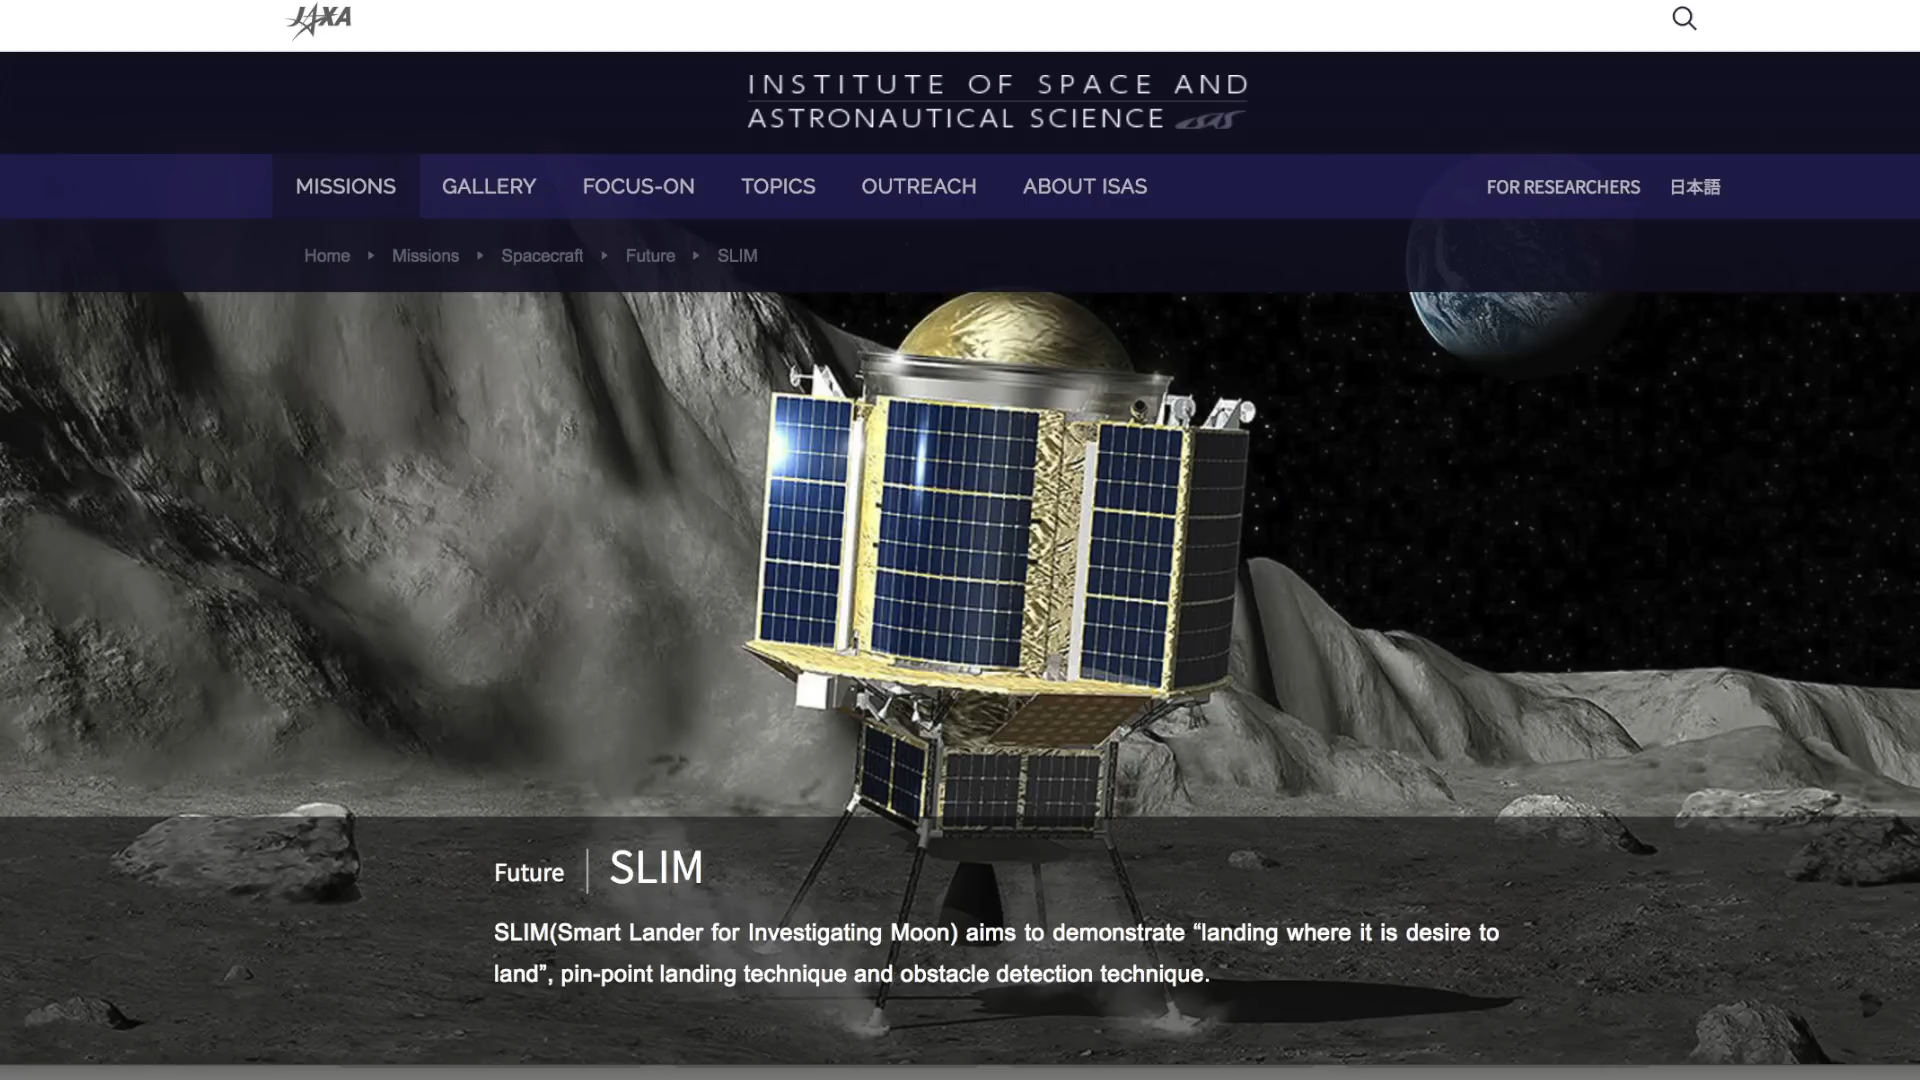 JAXA
INSTITUTE OF SPACE AND
ASTRONAUTICAL SCIENCE isas
MISSIONS GALLERY FOCUS-ON TOPICS OUTREACH ABOUT ISAS FOR RESEARCHERS 日本語
Home Missions Spacecraft Future SLIM
Future | SLIM
SLIM(Smart Lander for Investigating Moon) aims to demonstrate “landing where it is desire to
land”, pin-point landing technique and obstacle detection technique.